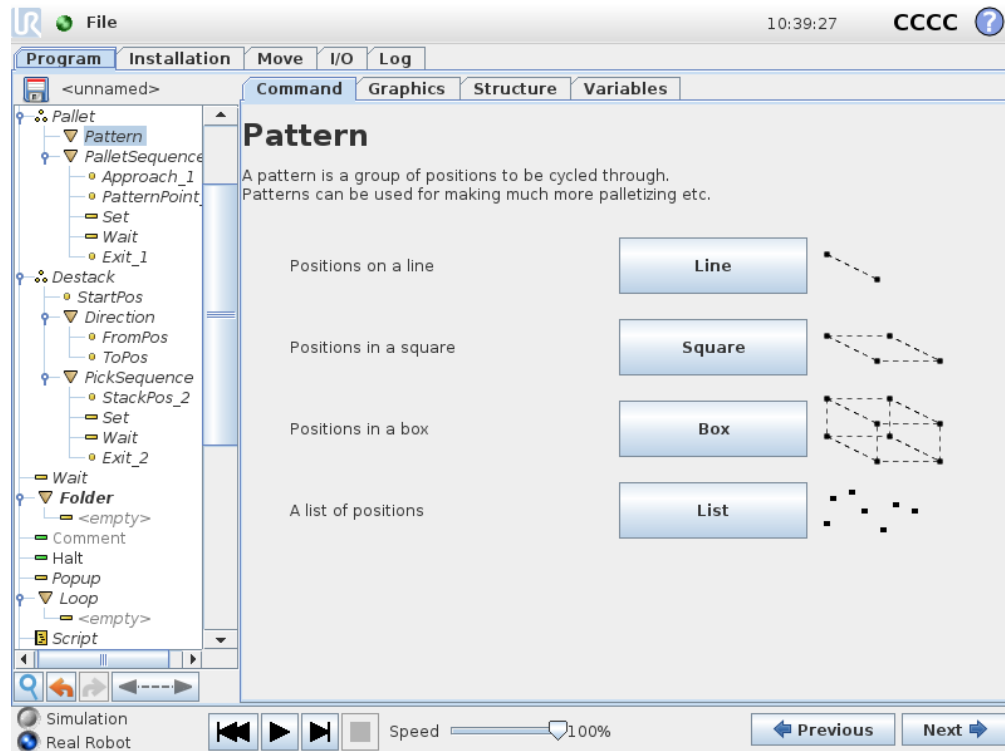 UR File 10:39:27 CCCC ?
Program Installation Move I/O Log
<unnamed> Command Graphics Structure Variables
Pallet
Pattern
PalletSequence
Approach_1
PatternPoint_
Set
Wait
Exit_1
Destack
StartPos
Direction
FromPos
ToPos
PickSequence
StackPos_2
Set
Wait
Exit_2
Wait
Folder
<empty>
Comment
Halt
Popup
Loop
<empty>
Script
Pattern
A pattern is a group of positions to be cycled through.
Patterns can be used for making much more palletizing etc.
Positions on a line Line
Positions in a square Square
Positions in a box Box
A list of positions List
Simulation
Real Robot
Speed 100%
Previous Next